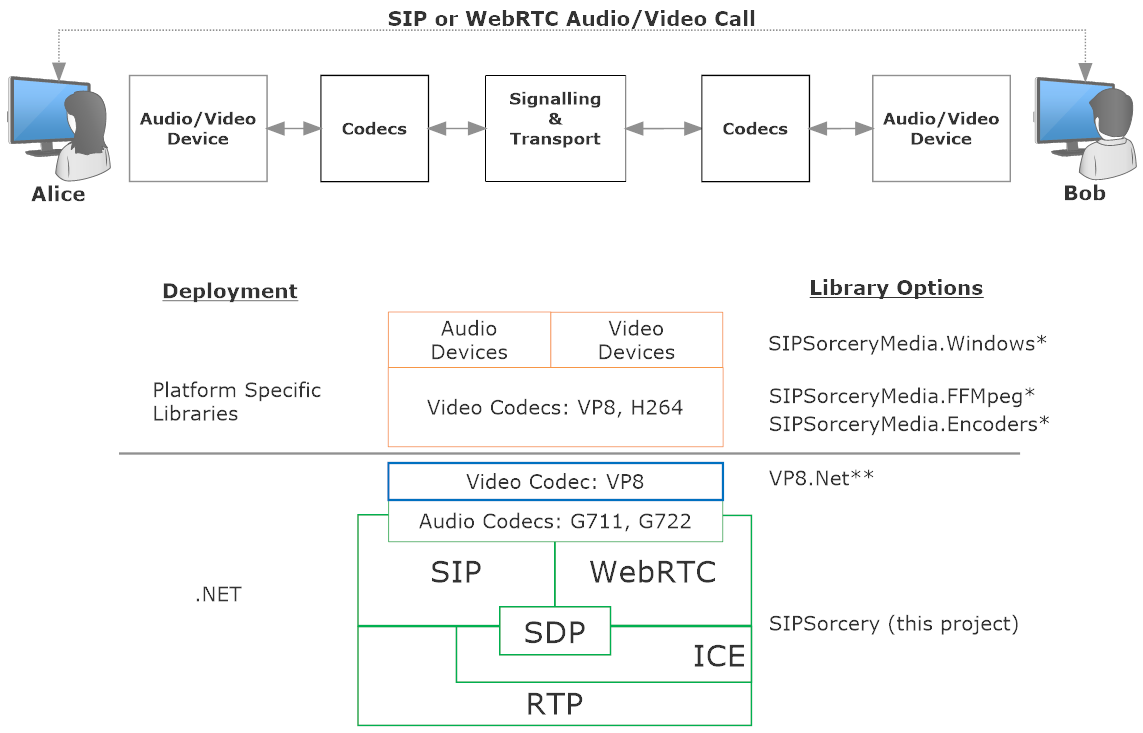 SIP or WebRTC Audio/Video Call
Audio/Video
Device
Codecs
Signalling
&
Transport
Codecs
Audio/Video
Device
Alice
Bob
Deployment
Library Options
Audio
Devices
Video
Devices
SIPSorceryMedia.Windows*
Platform Specific
Libraries
Video Codecs: VP8, H264
SIPSorceryMedia.FFMpeg*
SIPSorceryMedia.Encoders*
Video Codec: VP8
VP8.Net**
Audio Codecs: G711, G722
SIP
WebRTC
.NET
SDP
SIPSorcery (this project)
ICE
RTP